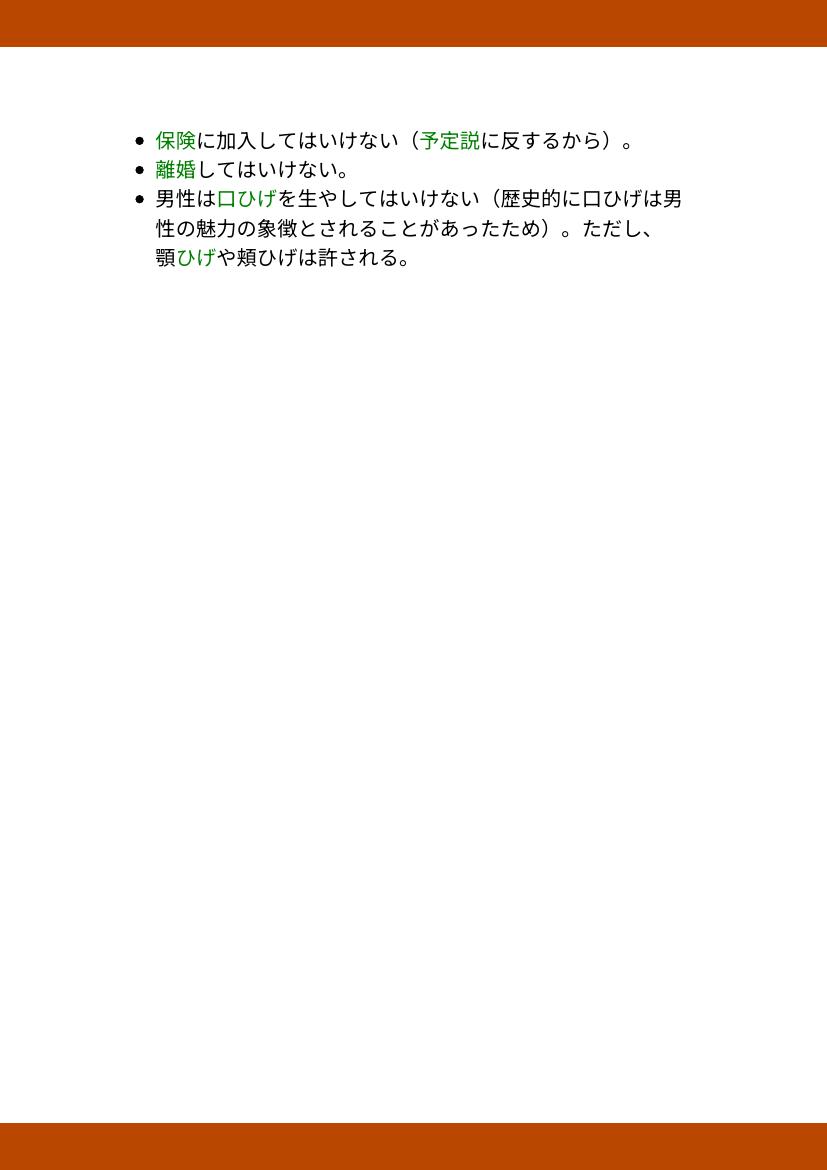 • 保険に加入してはいけない（予定説に反するから）。
• 離婚してはいけない。
• 男性は口ひげを生やしてはいけない（歴史的に口ひげは男
性の魅力の象徴とされることがあったため）。ただし、
顎ひげや頬ひげは許される。